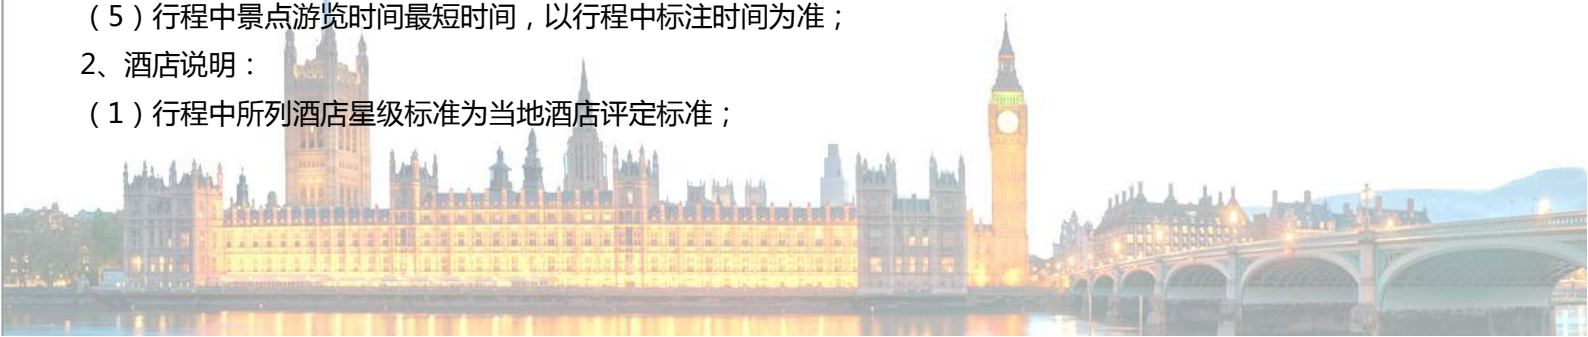 （5）行程中景点游览时间最短时间，以行程中标注时间为准；
2、酒店说明：
（1）行程中所列酒店星级标准为当地酒店评定标准；